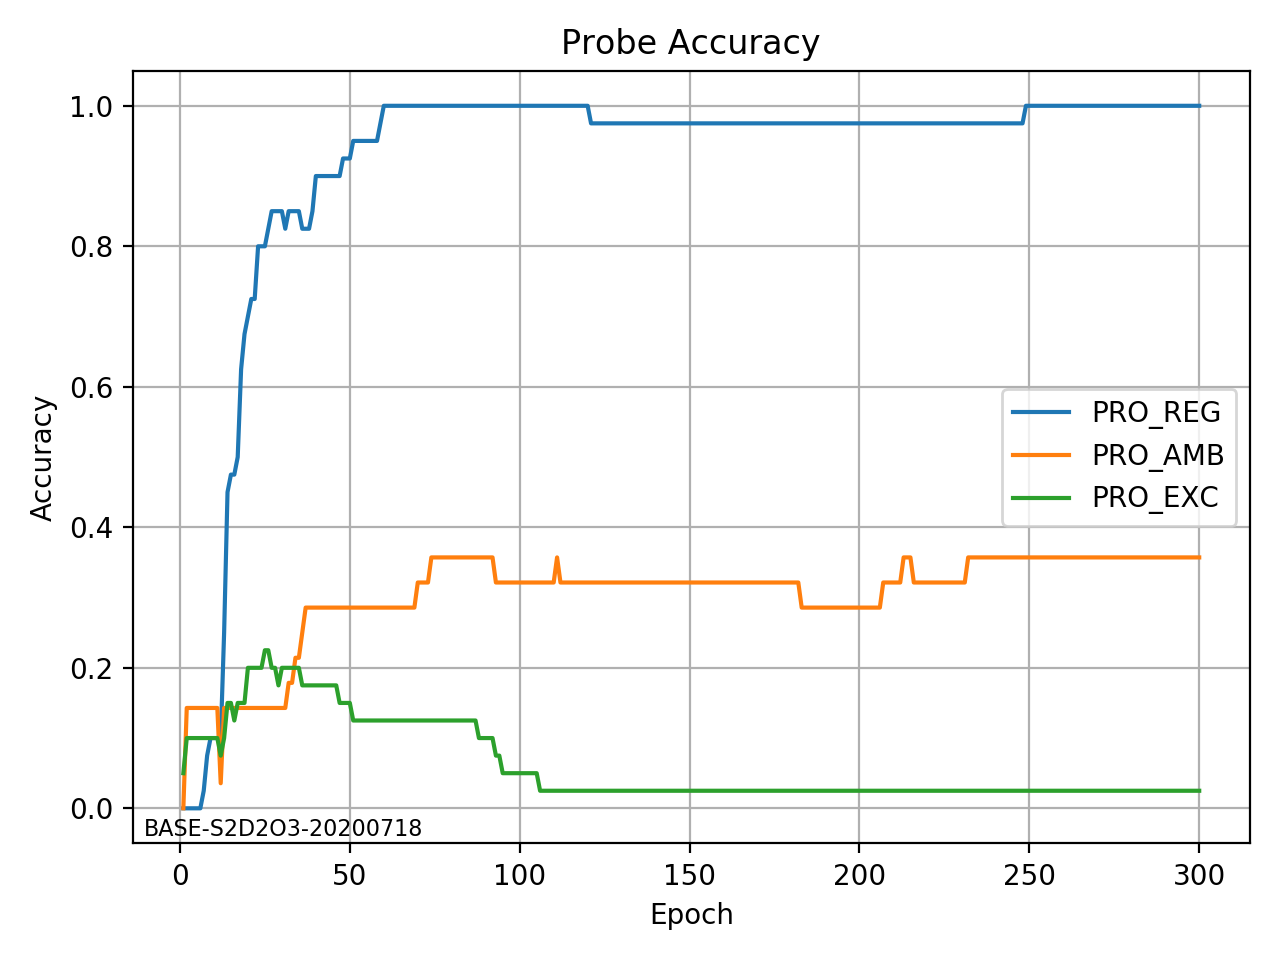 Probe Accuracy
1.0
0.8
0.6
0.4
0.2
0.0
Accuracy
PRO_REG
PRO_AMB
PRO_EXC
BASE-S2D2O3-20200718
0 50 100 150 200 250 300
Epoch